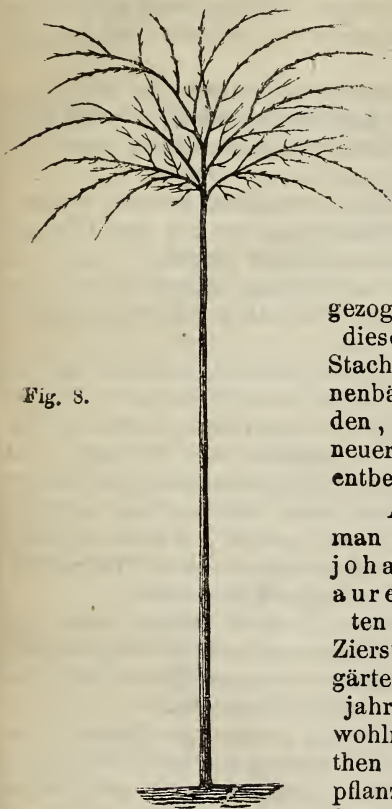 Fig. 8.
gezog
diese
Stach
nenbä
den,
neuer
entbe
man
joha
aure
ten
Ziers
gärte
jahr
wohl
then
pflan